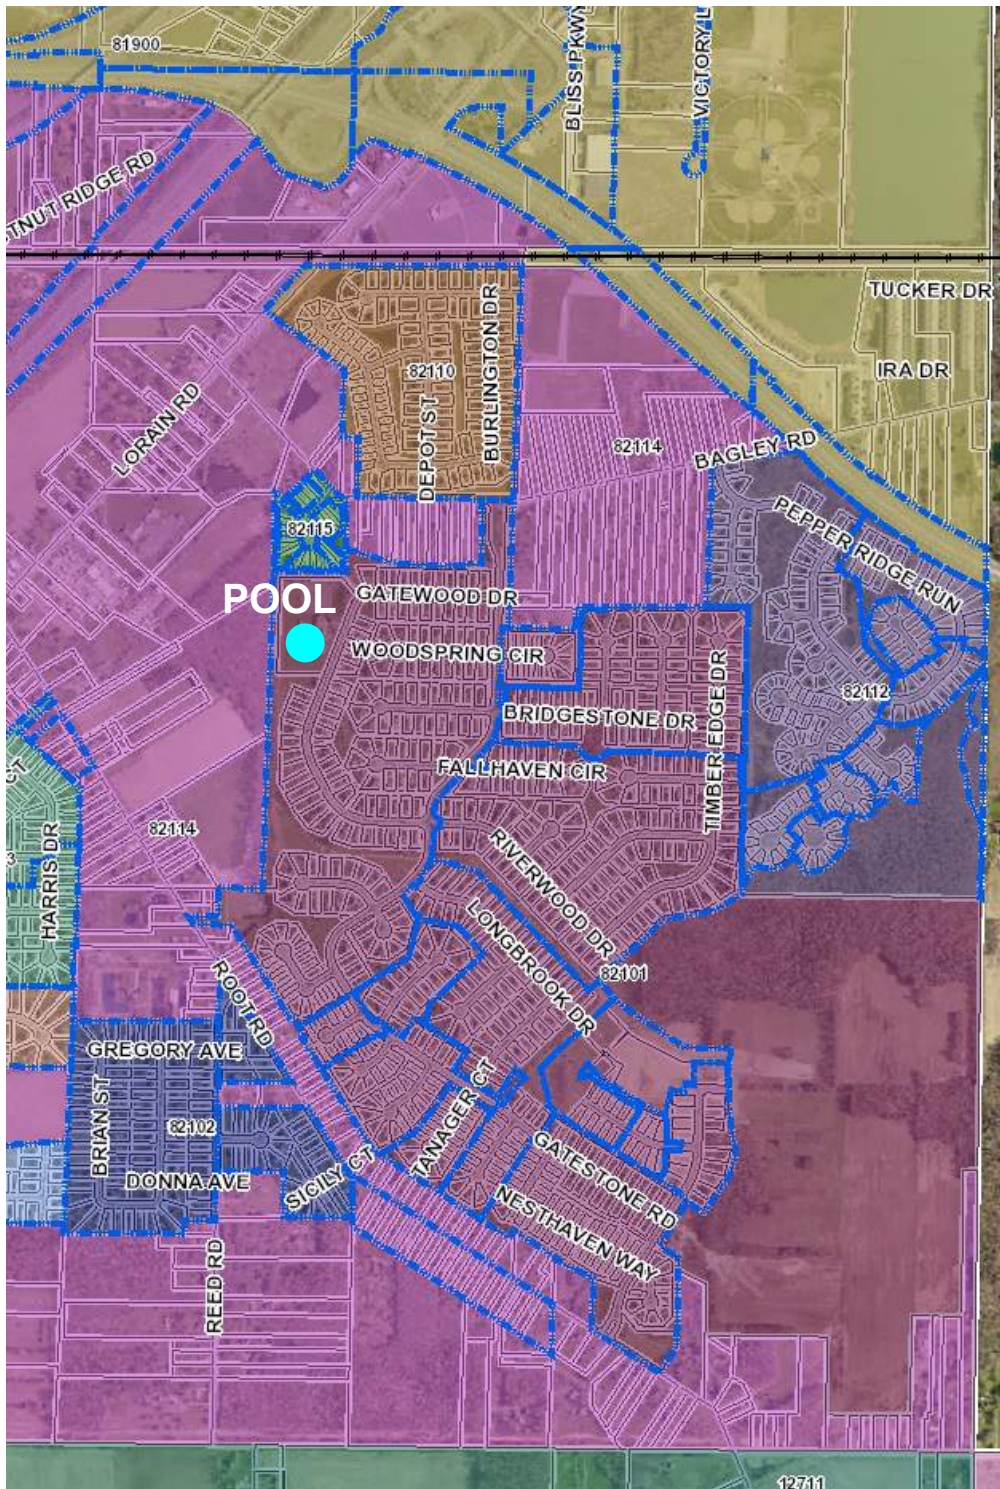 81900
BLISS PKWY
VICTORY L
STNUT RIDGE RD
TUCKER DR
BURLINGTON DR
IRA DR
82110
LORAIN RD
DEPOT ST
82114
BAGLEY RD
PEPPER RIDGE RUN
82115
POOL
GATEWOOD DR
WOODSPRING CIR
TIMBER EDGE DR
82112
BRIDGESTONE DR
CT
FALLHAVEN CIR
82114
3
HARRIS DR
RIVERWOOD DR
LONGBROOK DR
82101
ROOT RD
GREGORY AVE
BRIAN ST
TANAGER CT
82102
GATESTONE RD
DONNA AVE
SICILY CT
NESTHAVEN WAY
REED RD
12711